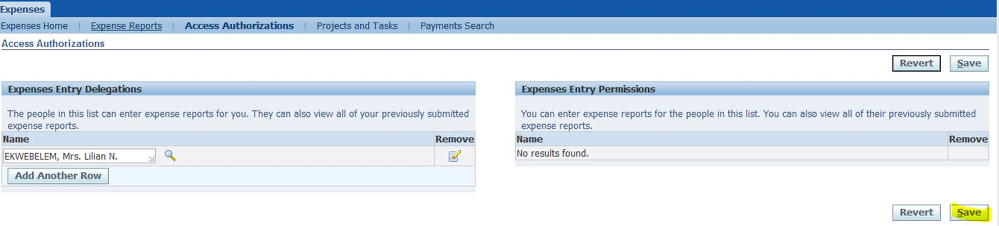 Expenses
Expenses Home | Expense Reports | Access Authorizations | Projects and Tasks | Payments Search
Access Authorizations
Revert Save
Expenses Entry Delegations
The people in this list can enter expense reports for you. They can also view all of your previously submitted
expense reports.
Name Remove
EKWEBELEM, Mrs. Lilian N.
Add Another Row
Expenses Entry Permissions
You can enter expense reports for the people in this list. You can also view all of their previously submitted
expense reports.
Name Remove
No results found.
Revert Save